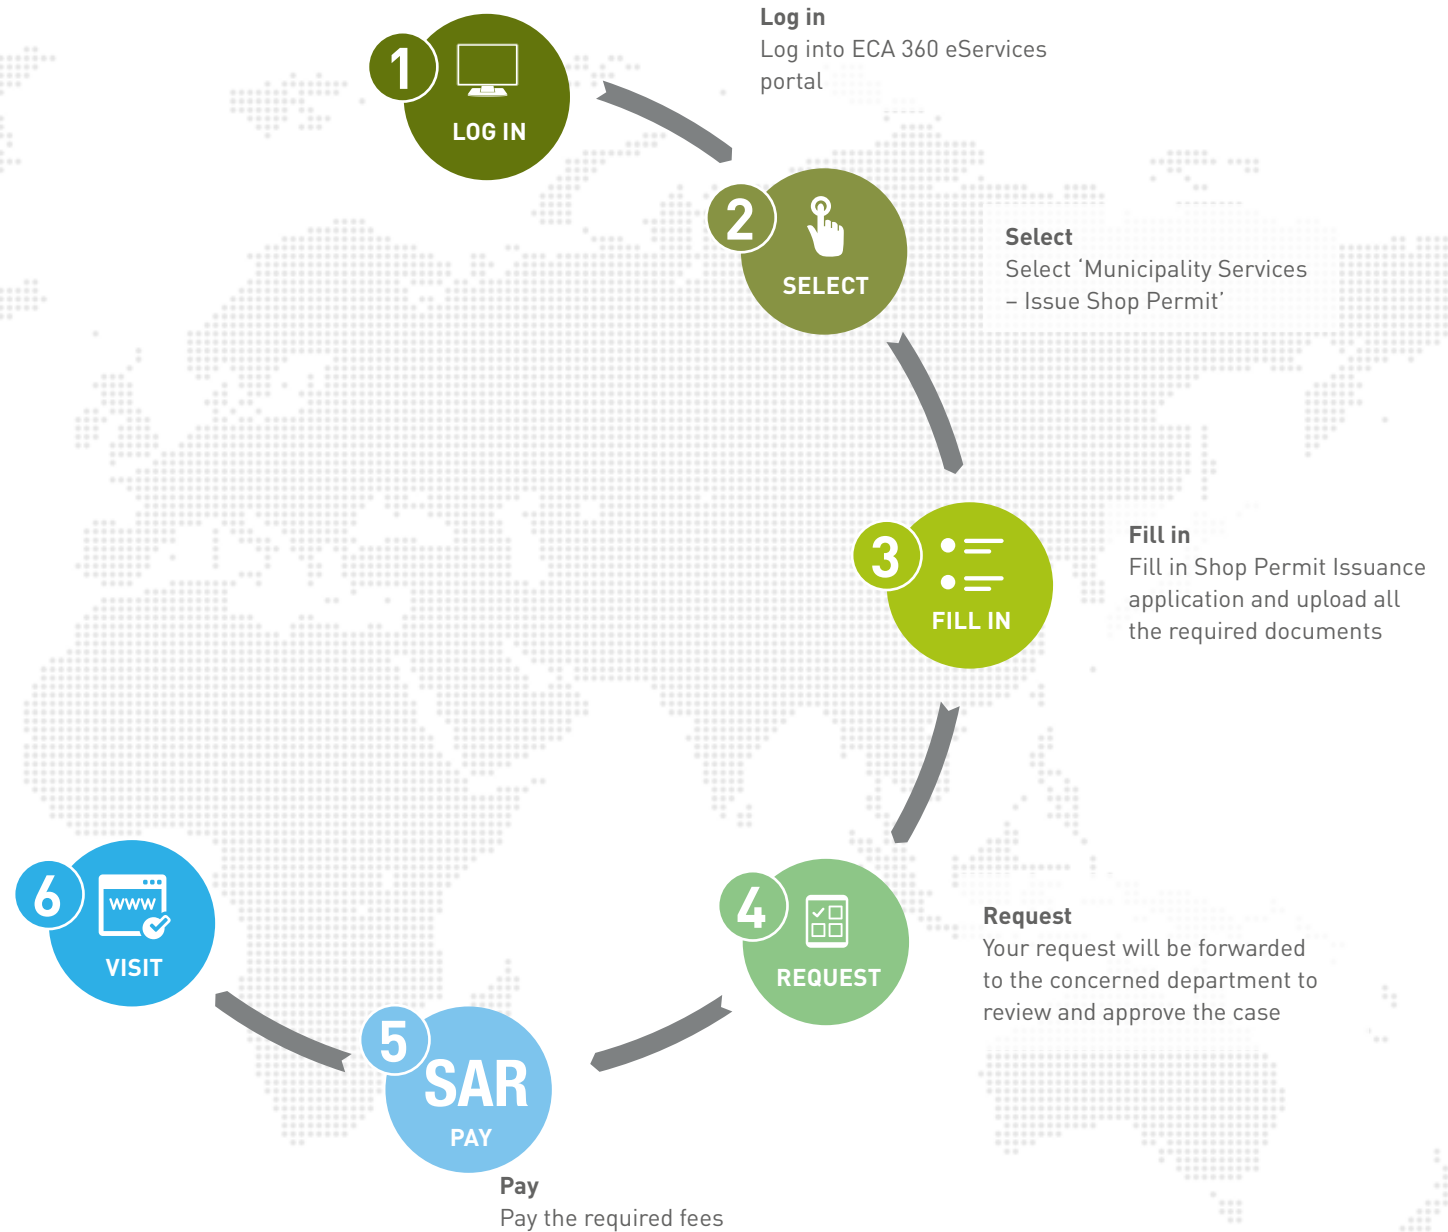 1
LOG IN
Log in
Log into ECA 360 eServices
portal
2
SELECT
Select
Select ‘Municipality Services
– Issue Shop Permit’
3
FILL IN
Fill in
Fill in Shop Permit Issuance
application and upload all
the required documents
4
REQUEST
Request
Your request will be forwarded
to the concerned department to
review and approve the case
5
SAR
PAY
Pay
Pay the required fees
6
www
VISIT